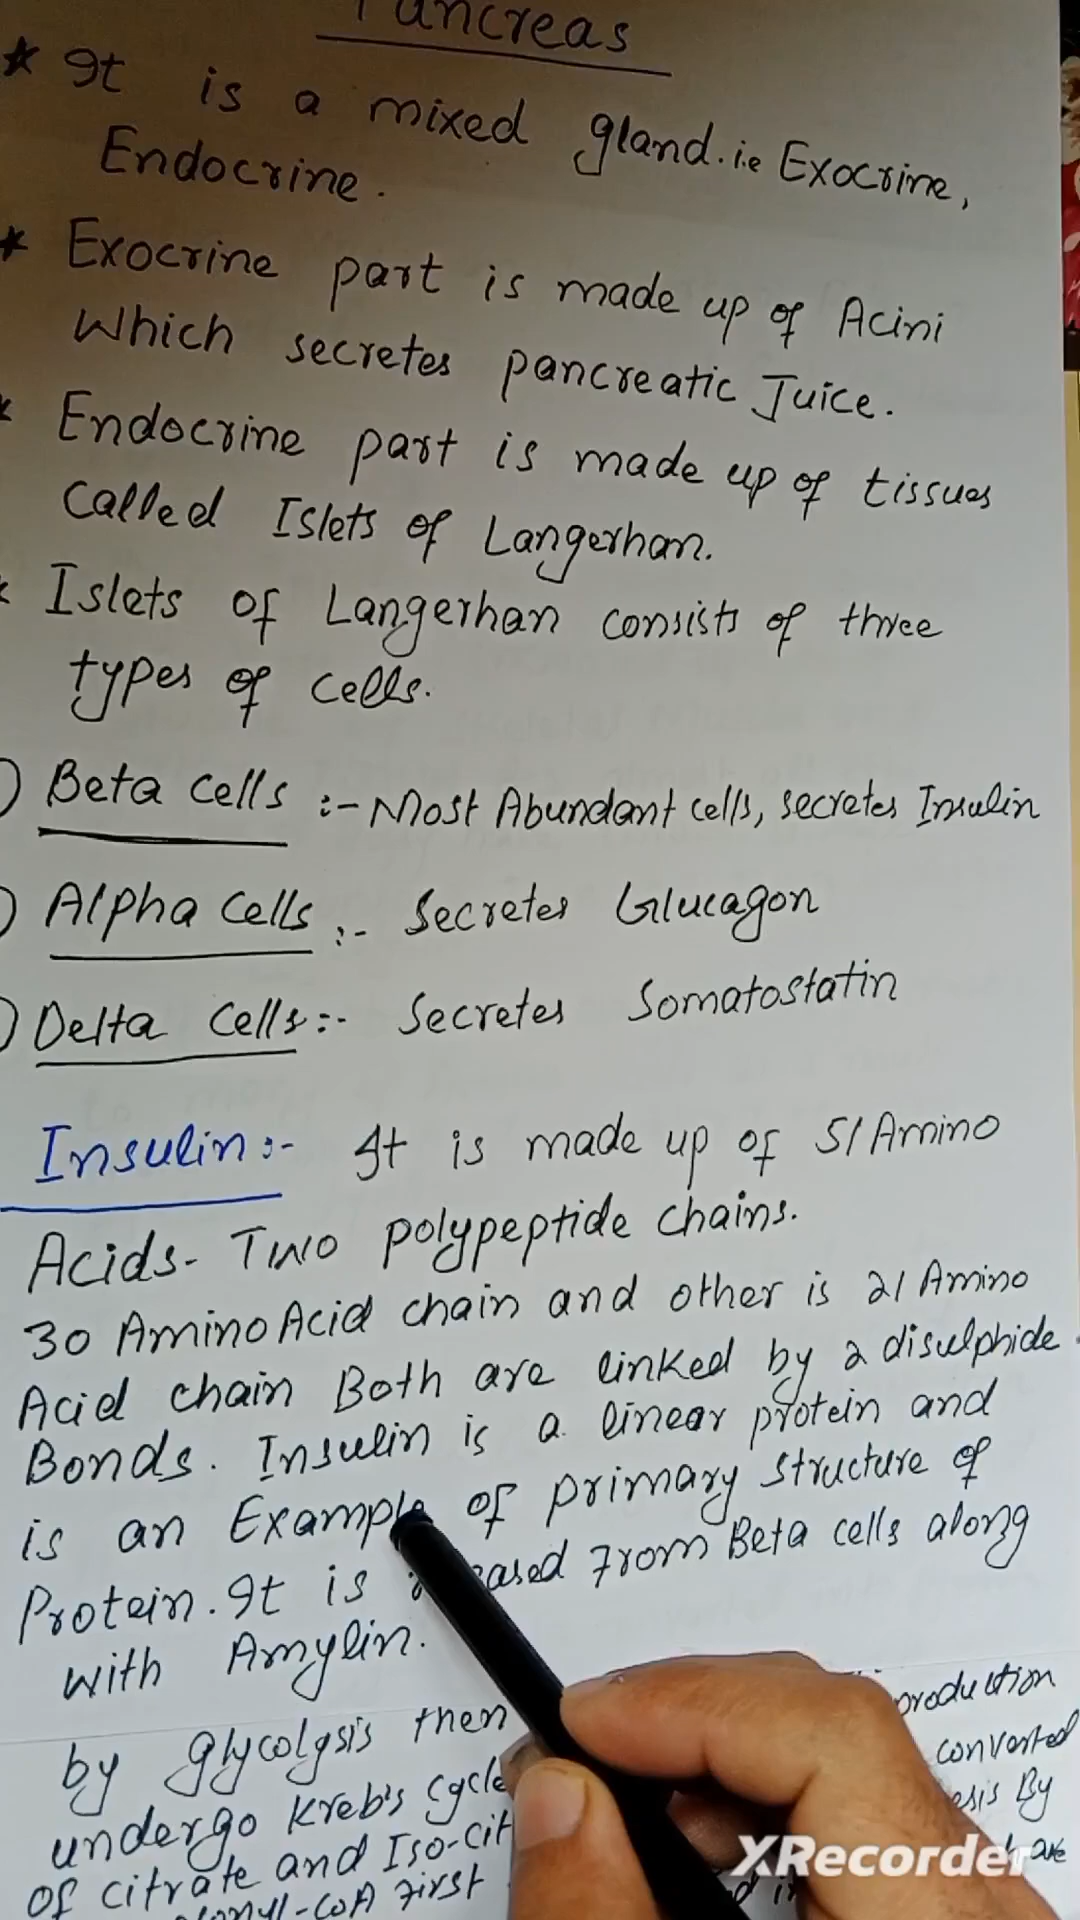 Pancreas
* It is a mixed gland. i.e Exocrine,
Endocrine.
* Exocrine part is made up of Acini
Which secretes pancreatic Juice.
* Endocrine part is made up of tissues
Called Islets of Langerhan.
* Islets of Langerhan consists of three
types of cells.
Beta cells :- Most Abundant cells, secretes Insulin
Alpha Cells :- Secretes Glucagon
Delta Cells :- Secretes Somatostatin
Insulin :- It is made up of 51 Amino
Acids - Two polypeptide chains.
30 Amino Acid chain and other is 21 Amino
Acid chain Both are linked by 2 disulphide
Bonds. Insulin is a linear protein and
is an Example of primary structure of
Protein. It is from Beta cells along
with Amylin.
by glycolysis then production
undergo Kreb's Cycle converted
of citrate and Iso-cit By
First
XRecorder